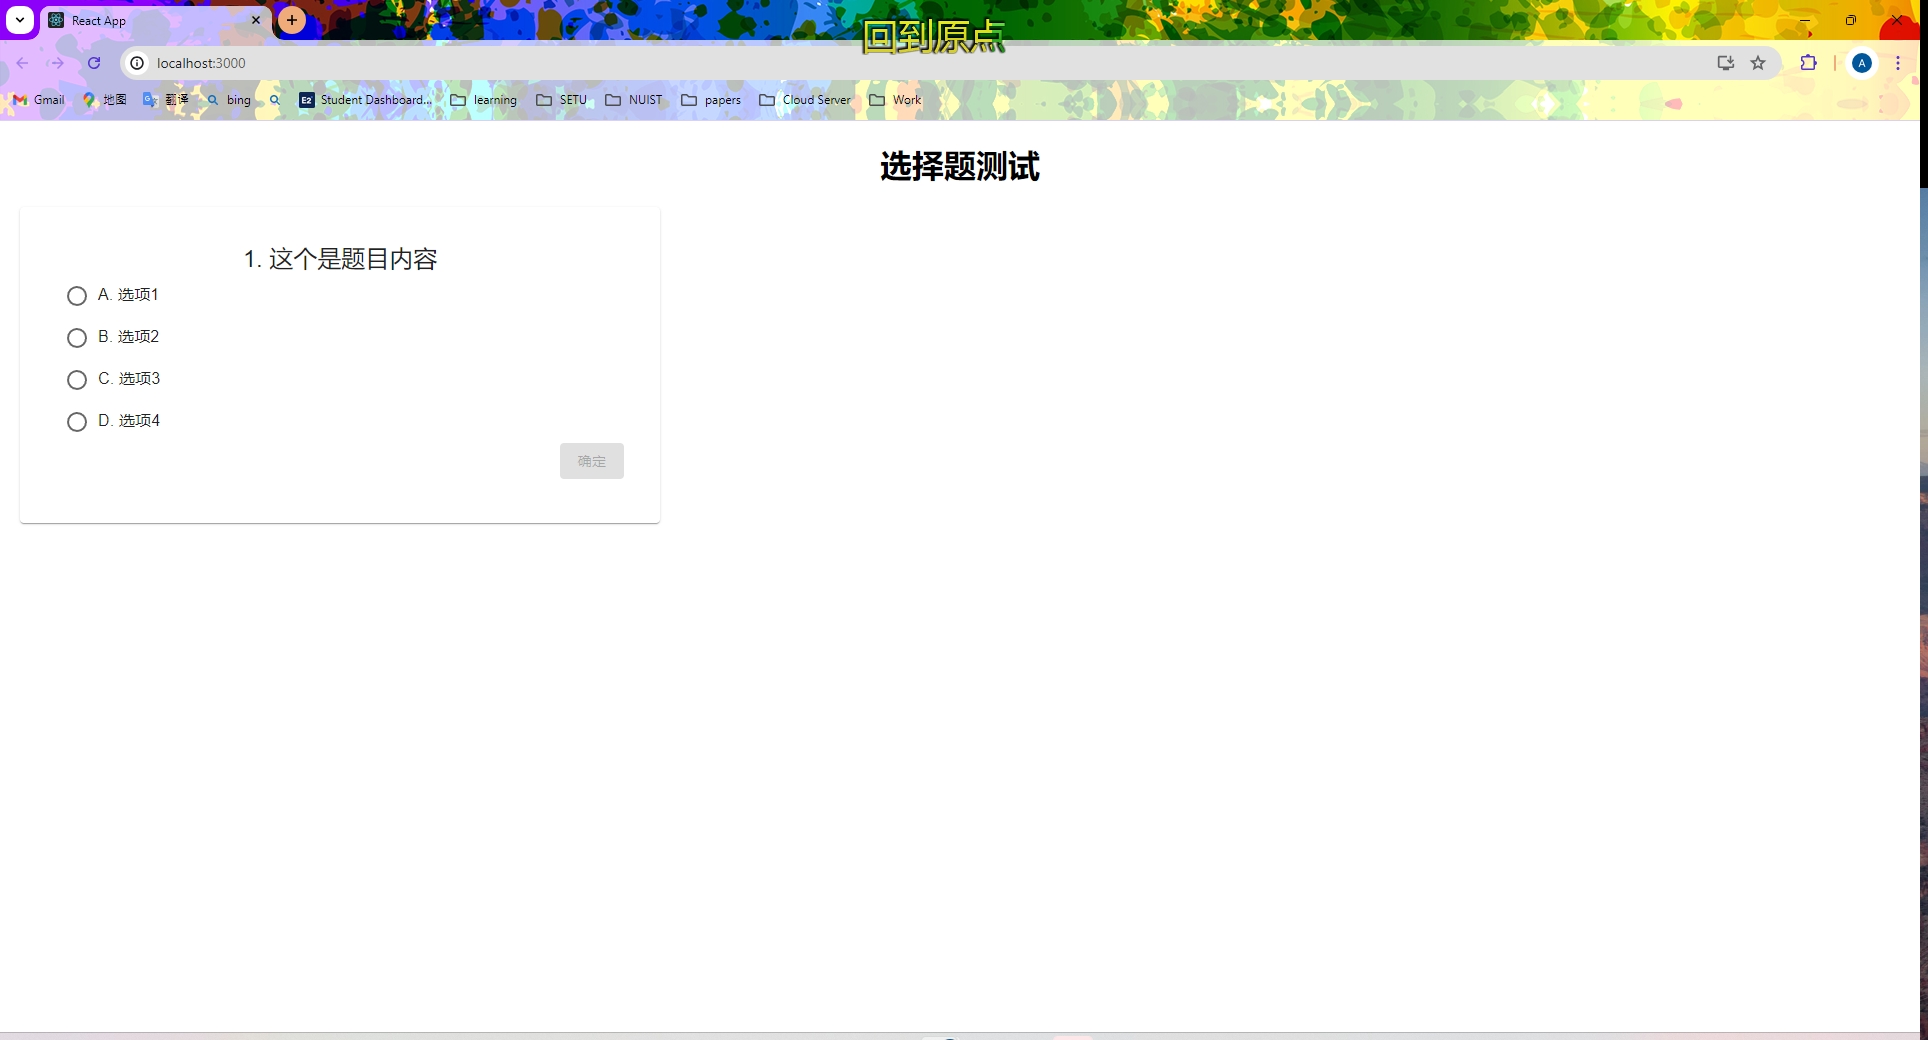 React App
回到原点
localhost:3000
A
Gmail 地图 翻译 bing Student Dashboard... learning SETU NUIST papers Cloud Server Work
选择题测试
1. 这个是题目内容
A. 选项1
B. 选项2
C. 选项3
D. 选项4
确定